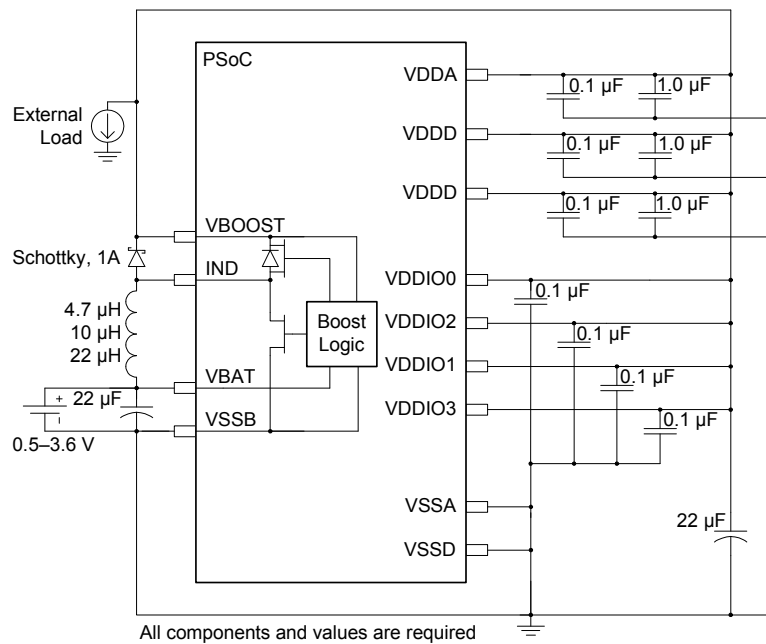 PSoC
VDDA
0.1 µF
1.0 µF
External
Load
VDDD
0.1 µF
1.0 µF
VDDD
0.1 µF
1.0 µF
VBOOST
Schottky, 1A
IND
VDDIO0
0.1 µF
4.7 µH
10 µH
22 µH
Boost
Logic
VDDIO2
0.1 µF
VDDIO1
0.1 µF
VBAT
22 µF
+
VDDIO3
0.1 µF
VSSB
0.5–3.6 V
VSSA
22 µF
VSSD
All components and values are required